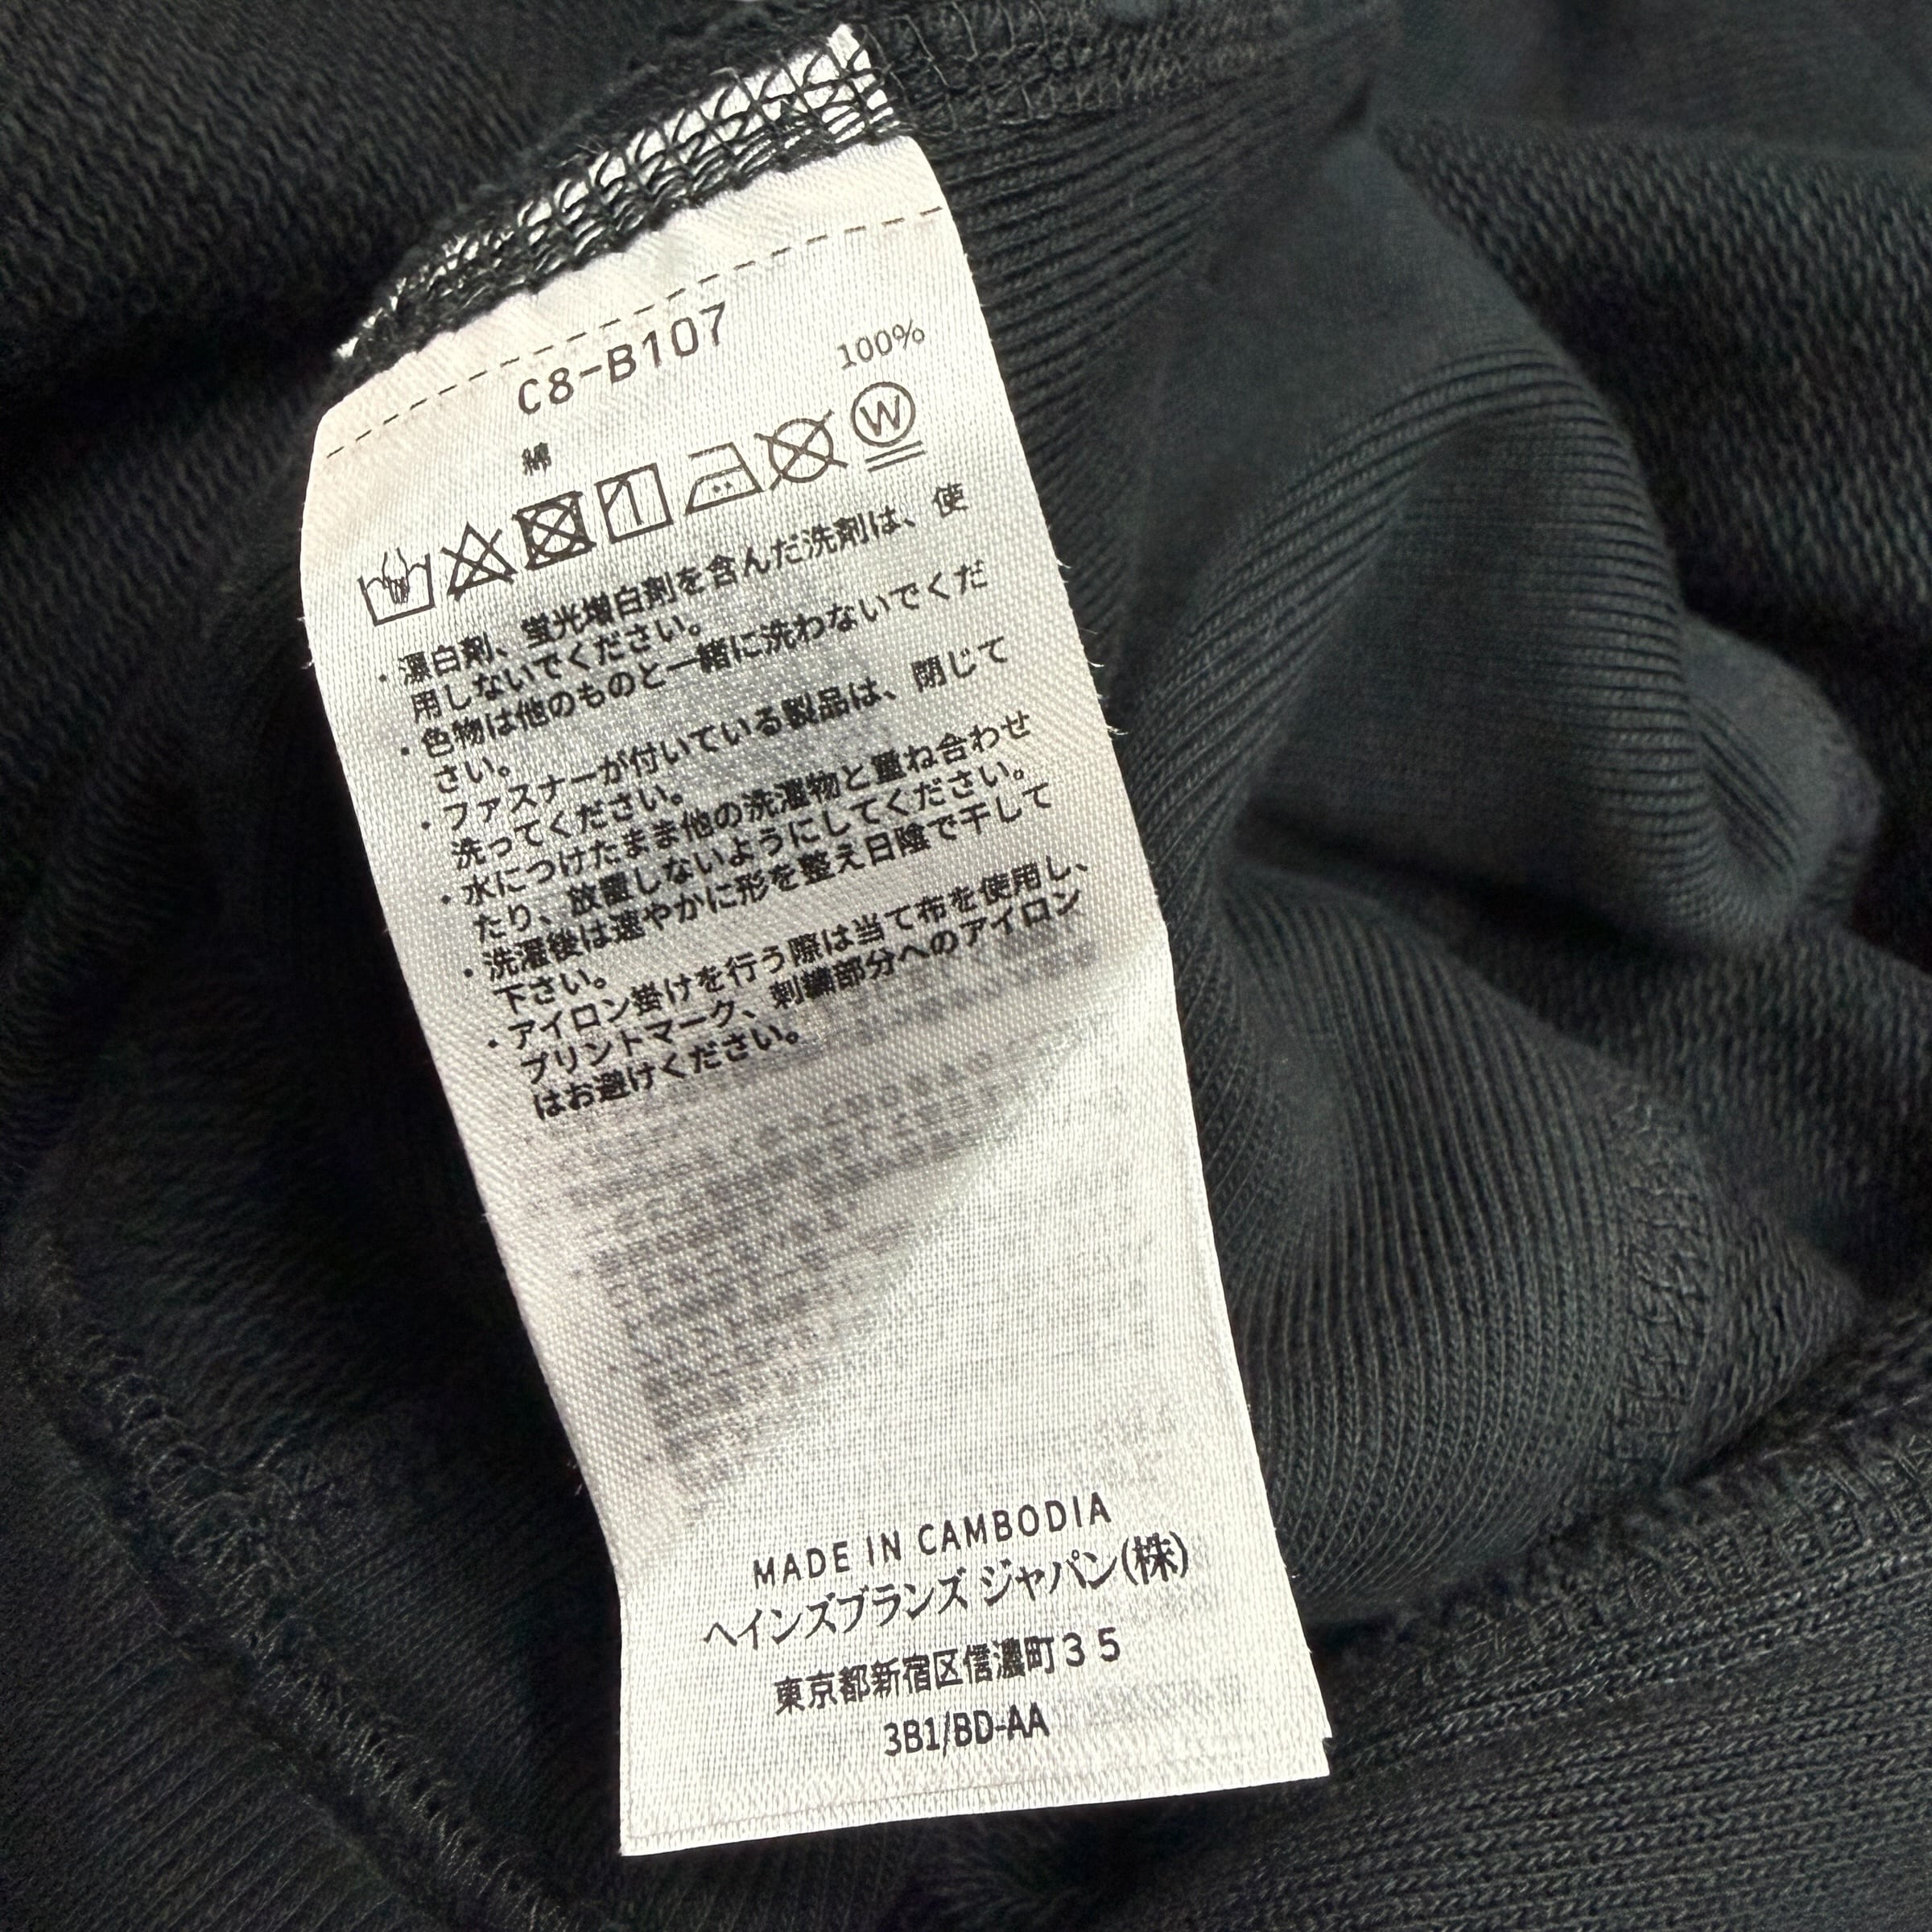 C8-B107
綿 100%
W
・漂白剤、蛍光増白剤を含んだ洗剤は、使
用しないでください。
・色物は他のものと一緒に洗わないでくだ
さい。
・ファスナーが付いている製品は、閉じて
洗ってください。
・水につけたまま他の洗濯物と重ね合わせ
たり、放置しないようにしてください。
・洗濯後は速やかに形を整え日陰で干して
下さい。
・アイロン掛けを行う際は当て布を使用し、
プリントマーク、刺繍部分へのアイロン
はお避けください。
MADE IN CAMBODIA
ヘインズブランズ ジャパン(株)
東京都新宿区信濃町35
3B1/BD-AA